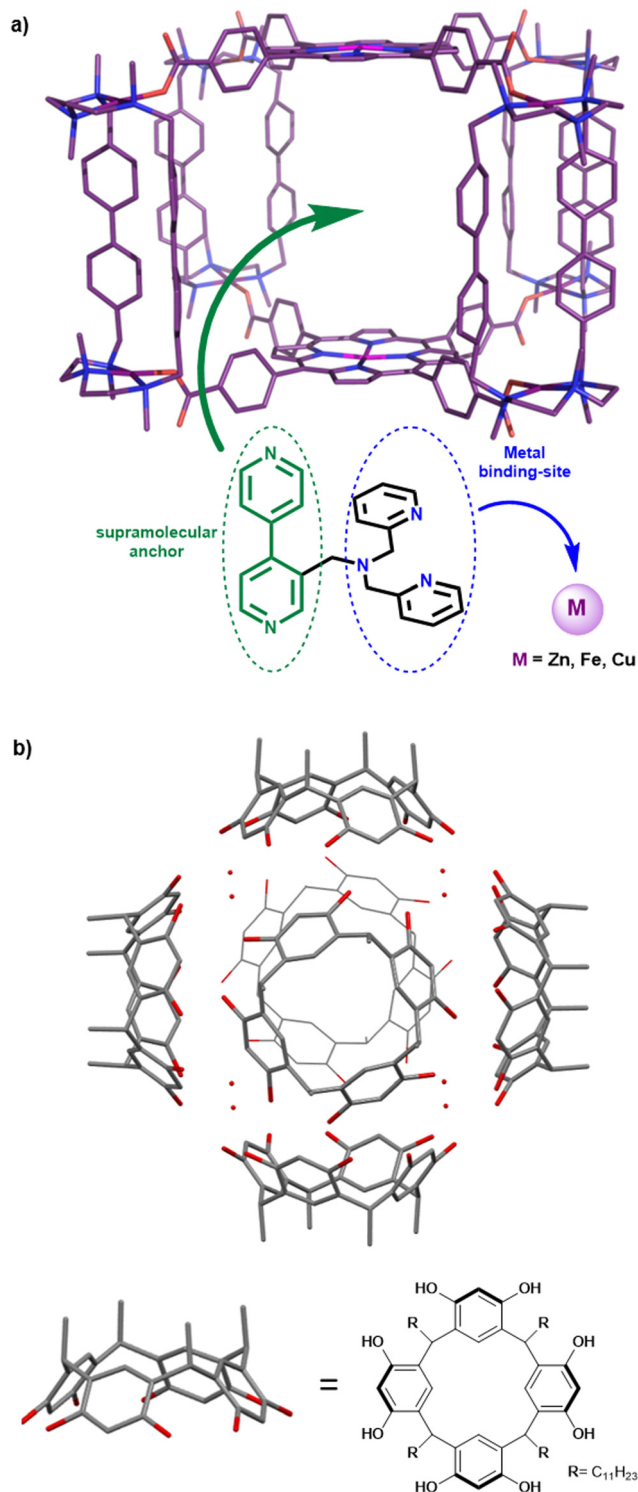 a)
Metal
binding-site
supramolecular
anchor
N
N
N
N
N
M
M = Zn, Fe, Cu
b)
=
HO
OH
R
R
HO
OH
HO
OH
R
R
HO
OH
R= C₁₁H₂₃